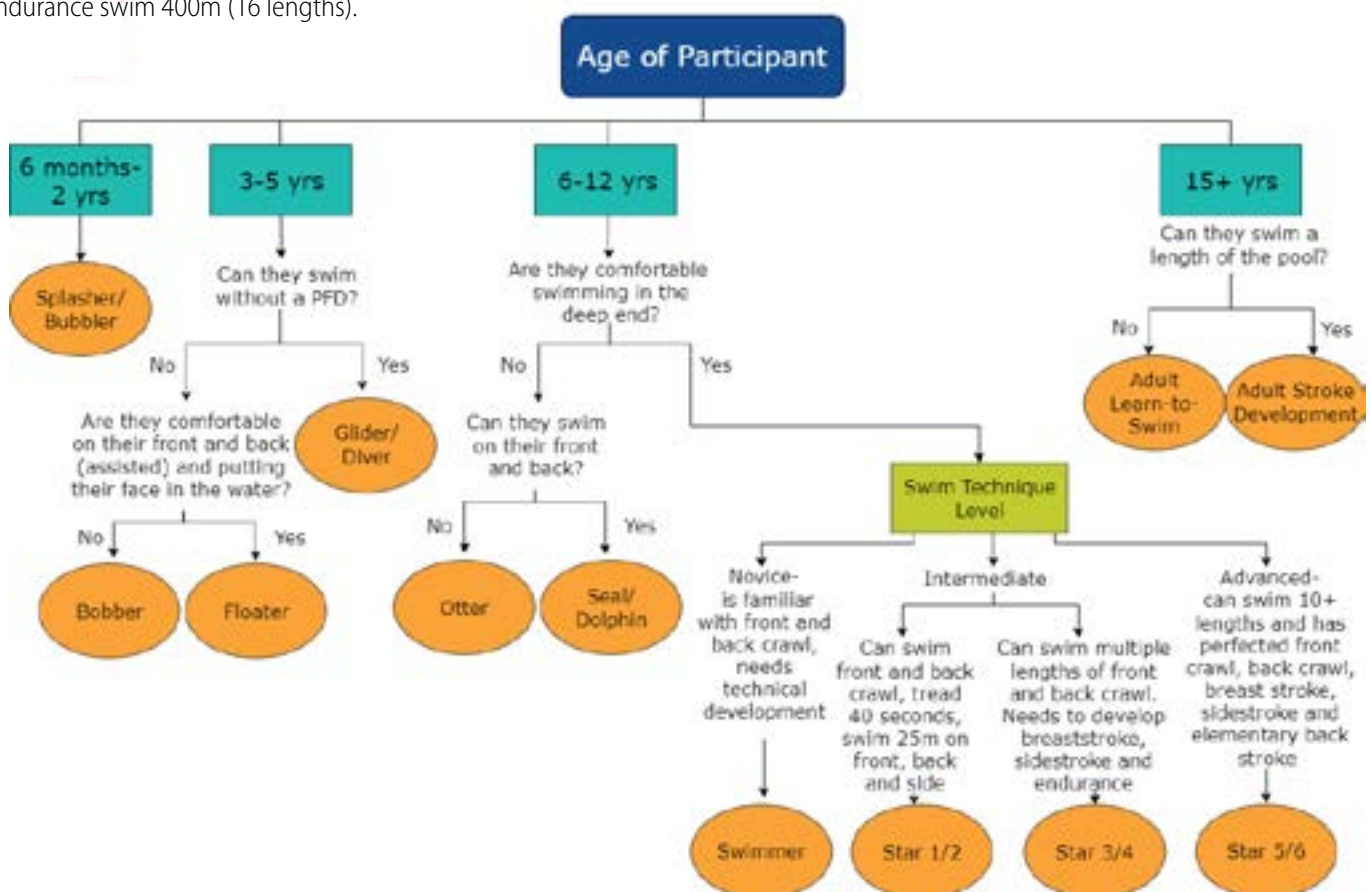 ndurance swim 400m (16 lengths).
Age of Participant
6 months-
2 yrs
3-5 yrs
6-12 yrs
15+ yrs
Splasher/
Bubbler
Can they swim
without a PFD?
No
Yes
Are they comfortable
on their front and back
(assisted) and putting
their face in the water?
Glider/
Diver
No
Yes
Bobber
Floater
Are they comfortable
swimming in the
deep end?
No
Yes
Can they swim
on their front
and back?
No
Yes
Otter
Seal/
Dolphin
Swim Technique
Level
Novice-
is familiar
with front and
back crawl,
needs
technical
development
Swimmer
Intermediate
Can swim
front and back
crawl, tread
40 seconds,
swim 25m on
front, back
and side
Star 1/2
Can swim multiple
lengths of front
and back crawl.
Needs to develop
breaststroke,
sidestroke and
endurance
Star 3/4
Advanced-
can swim 10+
lengths and has
perfected front
crawl, back crawl,
breast stroke,
sidestroke and
elementary back
stroke
Star 5/6
Can they swim a
length of the pool?
No
Yes
Adult
Learn-to-
Swim
Adult Stroke
Development